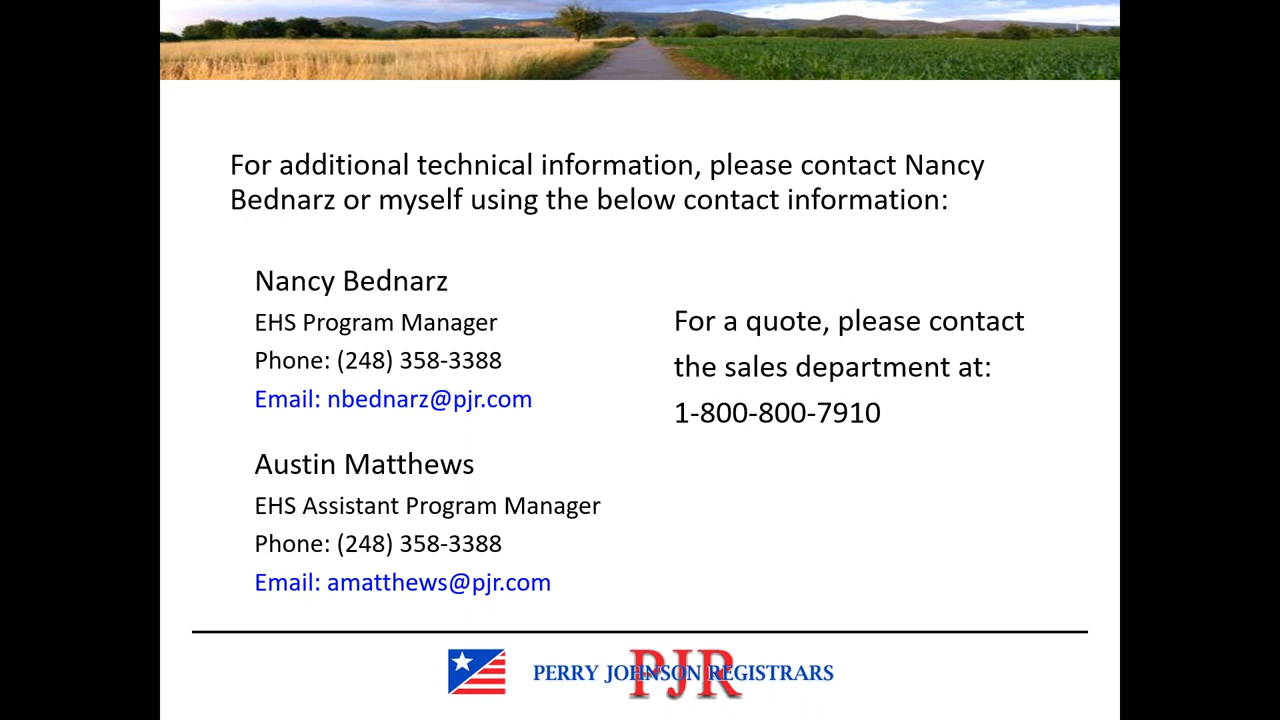 For additional technical information, please contact Nancy
Bednarz or myself using the below contact information:
Nancy Bednarz
EHS Program Manager
Phone: (248) 358-3388
Email: nbednarz@pjr.com
Austin Matthews
EHS Assistant Program Manager
Phone: (248) 358-3388
Email: amatthews@pjr.com
For a quote, please contact
the sales department at:
1-800-800-7910
PJR
PERRY JOHNSON REGISTRARS